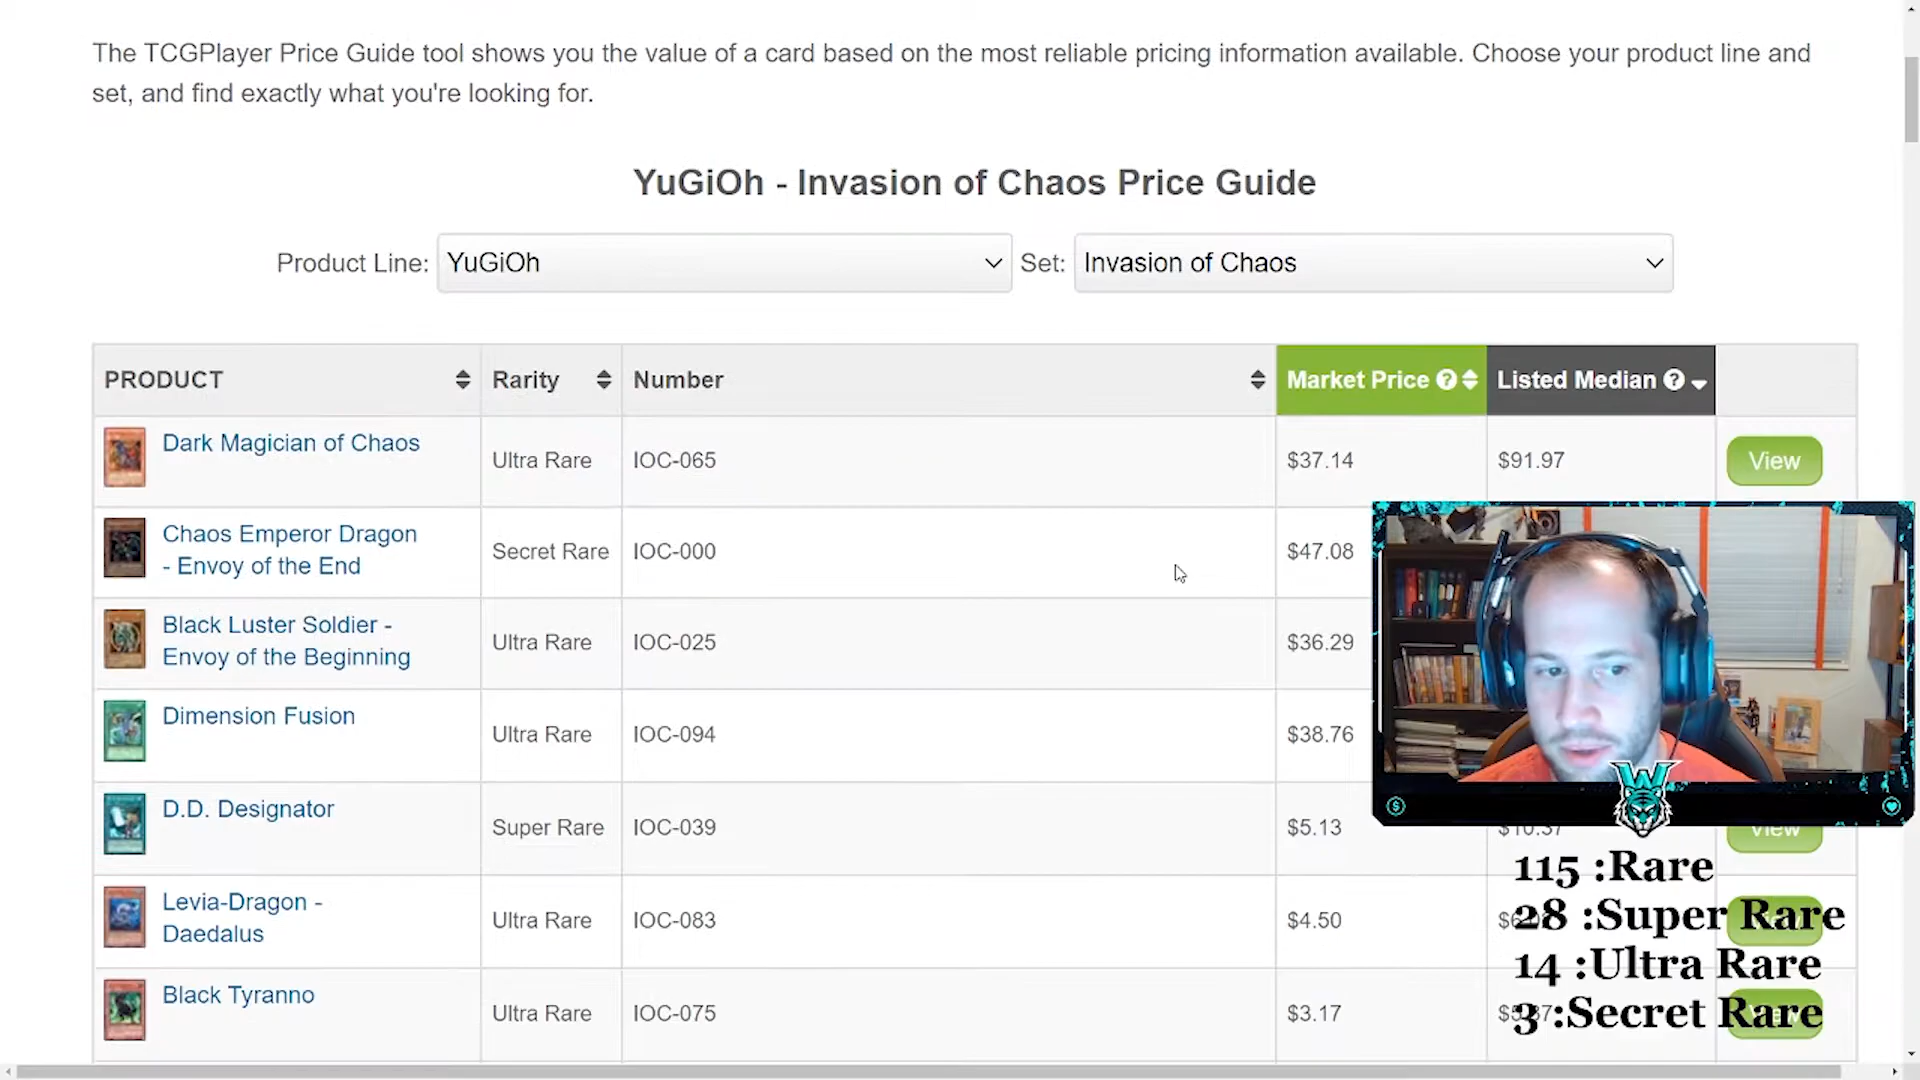 The TCGPlayer Price Guide tool shows you the value of a card based on the most reliable pricing information available. Choose your product line and
set, and find exactly what you're looking for.
YuGiOh - Invasion of Chaos Price Guide
Product Line: YuGiOh Set: Invasion of Chaos
PRODUCT Rarity Number Market Price Listed Median
Dark Magician of Chaos Ultra Rare IOC-065 $37.14 $91.97 View
Chaos Emperor Dragon
- Envoy of the End Secret Rare IOC-000 $47.08
Black Luster Soldier -
Envoy of the Beginning Ultra Rare IOC-025 $36.29
Dimension Fusion Ultra Rare IOC-094 $38.76
D.D. Designator Super Rare IOC-039 $5.13 $10.37 View
Levia-Dragon -
Daedalus Ultra Rare IOC-083 $4.50
Black Tyranno Ultra Rare IOC-075 $3.17
115 :Rare
28 :Super Rare
14 :Ultra Rare
3 :Secret Rare